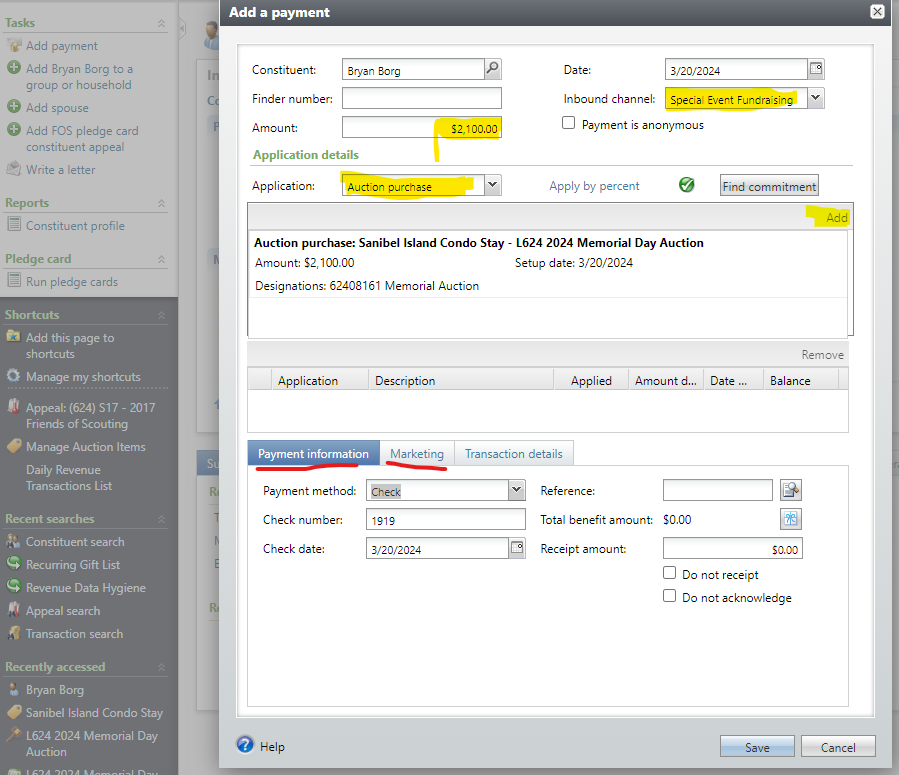 Tasks
Add payment
Add Bryan Borg to a
group or household
Add spouse
Add FOS pledge card
constituent appeal
Write a letter
Reports
Constituent profile
Pledge card
Run pledge cards
Shortcuts
Add this page to
shortcuts
Manage my shortcuts
Appeal: (624) S17 - 2017
Friends of Scouting
Manage Auction Items
Daily Revenue
Transactions List
Recent searches
Constituent search
Recurring Gift List
Revenue Data Hygiene
Appeal search
Transaction search
Recently accessed
Bryan Borg
Sanibel Island Condo Stay
L624 2024 Memorial Day
Auction
L624 2024 Memorial Day
Add a payment
Constituent: Bryan Borg Date: 3/20/2024
Finder number: Inbound channel: Special Event Fundraising
Amount: $2,100.00 Payment is anonymous
Application details
Application: Auction purchase Apply by percent Find commitment
Add
Auction purchase: Sanibel Island Condo Stay - L624 2024 Memorial Day Auction
Amount: $2,100.00 Setup date: 3/20/2024
Designations: 62408161 Memorial Auction
Remove
Application Description Applied Amount d... Date ... Balance
Payment information Marketing Transaction details
Payment method: Check Reference:
Check number: 1919 Total benefit amount: $0.00
Check date: 3/20/2024 Receipt amount: $0.00
Do not receipt
Do not acknowledge
Help Save Cancel